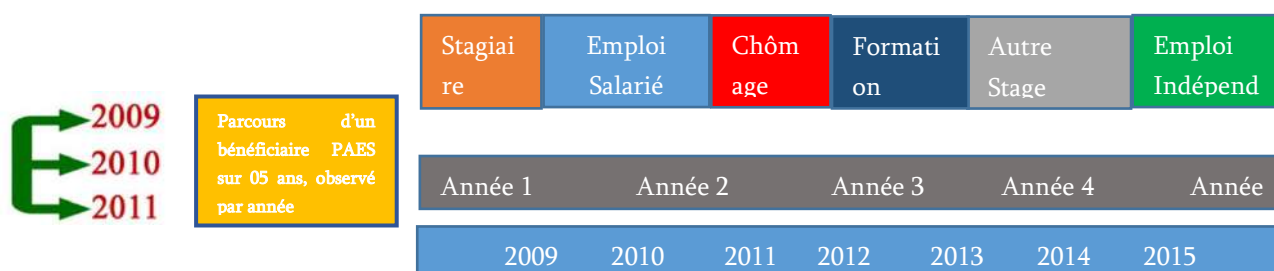 2009
2010
2011
Parcours d'un
bénéficiaire PAES
sur 05 ans, observé
par année
Stagiai
re
Emploi
Salarié
Chôm
age
Formati
on
Autre
Stage
Emploi
Indépend
Année 1 Année 2 Année 3 Année 4 Année
2009 2010 2011 2012 2013 2014 2015